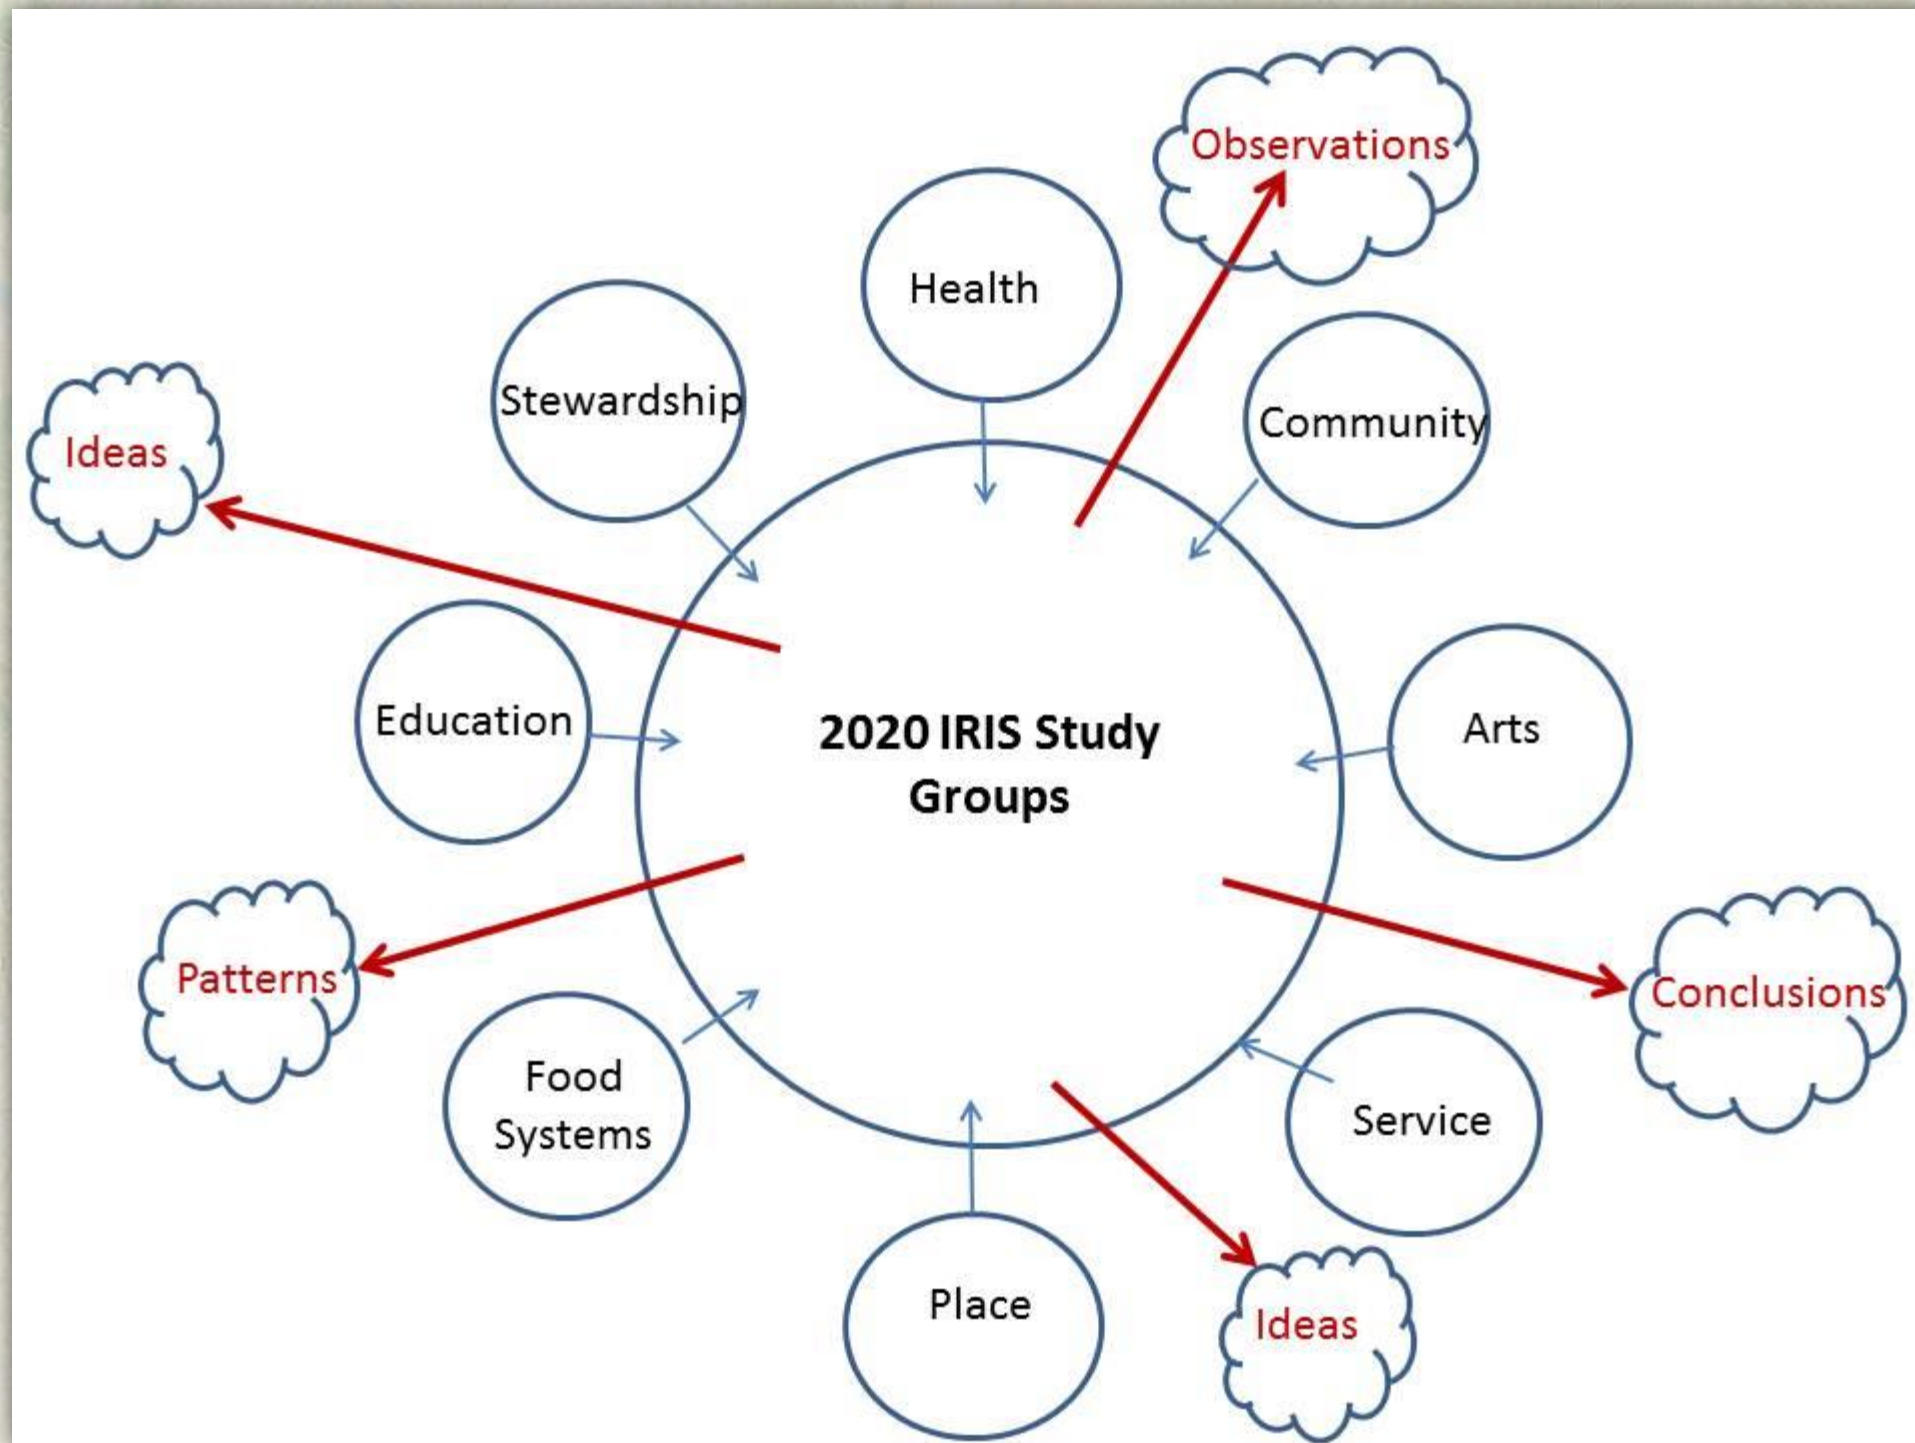 Observations
Health
Stewardship
Community
Ideas
Education
2020 IRIS Study
Groups
Arts
Patterns
Conclusions
Food
Systems
Service
Place
Ideas